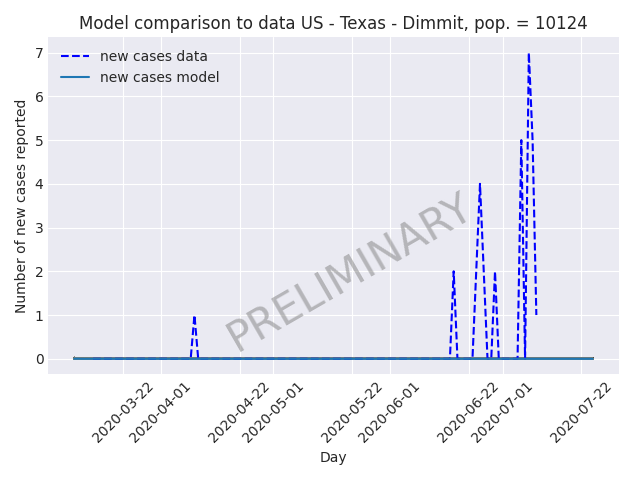 Model comparison to data US - Texas - Dimmit, pop. = 10124
new cases data
new cases model
Number of new cases reported
7
6
5
4
3
2
1
0
PRELIMINARY
2020-03-22
2020-04-01
2020-04-22
2020-05-01
2020-05-22
2020-06-01
2020-06-22
2020-07-01
2020-07-22
Day